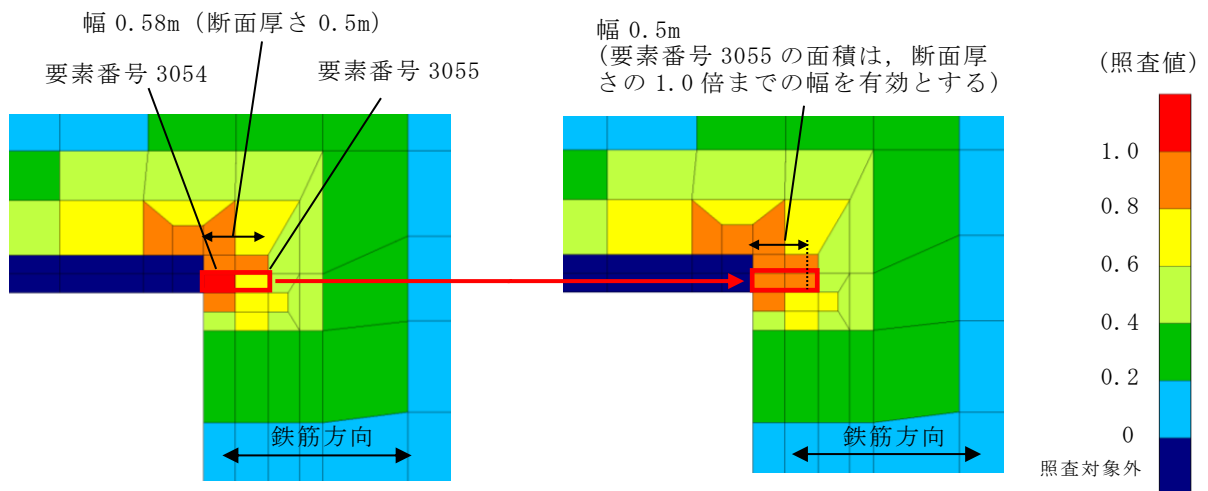 幅 0.58m (断面厚さ 0.5m)
要素番号 3054
要素番号 3055
鉄筋方向
幅 0.5m
(要素番号 3055 の面積は，断面厚
さの 1.0 倍までの幅を有効とする)
鉄筋方向
(照査値)
1.0
0.8
0.6
0.4
0.2
0
照査対象外